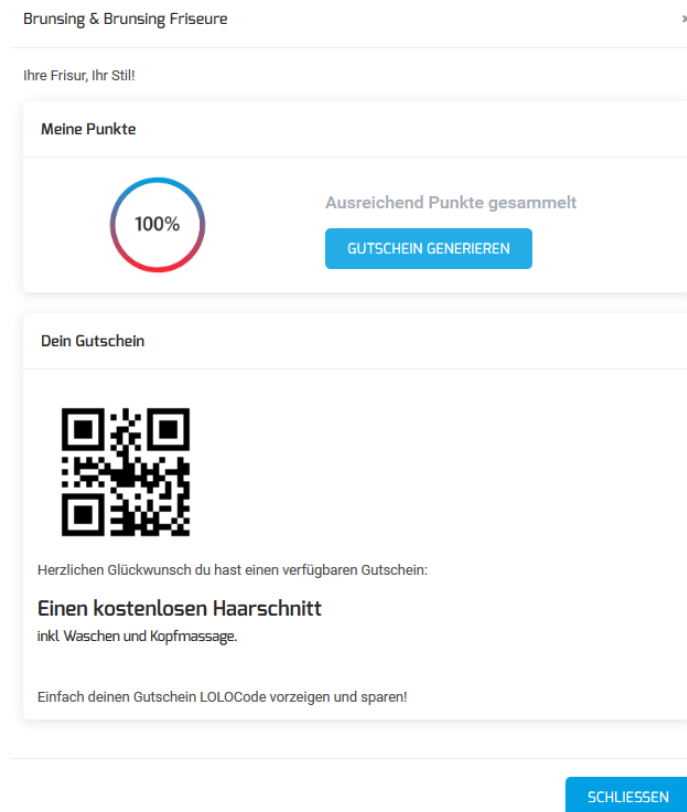 Brunsing & Brunsing Friseure
Ihre Frisur, Ihr Stil!
Meine Punkte
100%
Ausreichend Punkte gesammelt
GUTSCHEIN GENERIEREN
Dein Gutschein
Herzlichen Glückwunsch du hast einen verfügbaren Gutschein:
Einen kostenlosen Haarschnitt
inkl. Waschen und Kopfmassage.
Einfach deinen Gutschein LOLOCode vorzeigen und sparen!
SCHLIESSEN